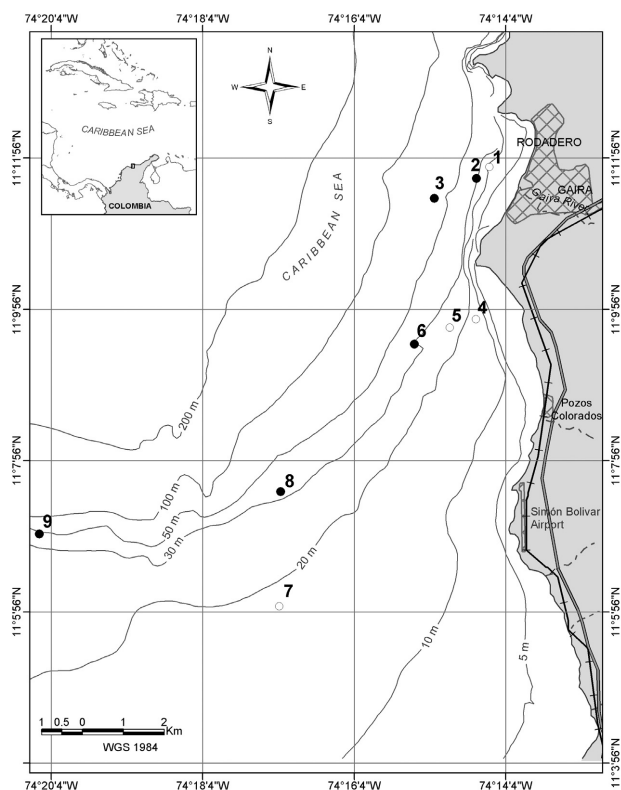 74°20'4"W 74°18'4"W 74°16'4"W 74°14'4"W
CARIBBEAN SEA
COLOMBIA
N
W E
S
11°11'56"N 11°11'56"N
RODADERO
1
2
GAIRA
3
Gaira River
CARIBBEAN SEA
11°9'56"N 11°9'56"N
4
5
6
200 m
Pozos
Colorados
11°7'56"N 11°7'56"N
100 m
8
50 m
9
30 m
Simón Bolivar
Airport
20 m
7
11°5'56"N 11°5'56"N
10 m
5 m
1 0.5 0 1 2
Km
WGS 1984
11°3'56"N 11°3'56"N
74°20'4"W 74°18'4"W 74°16'4"W 74°14'4"W